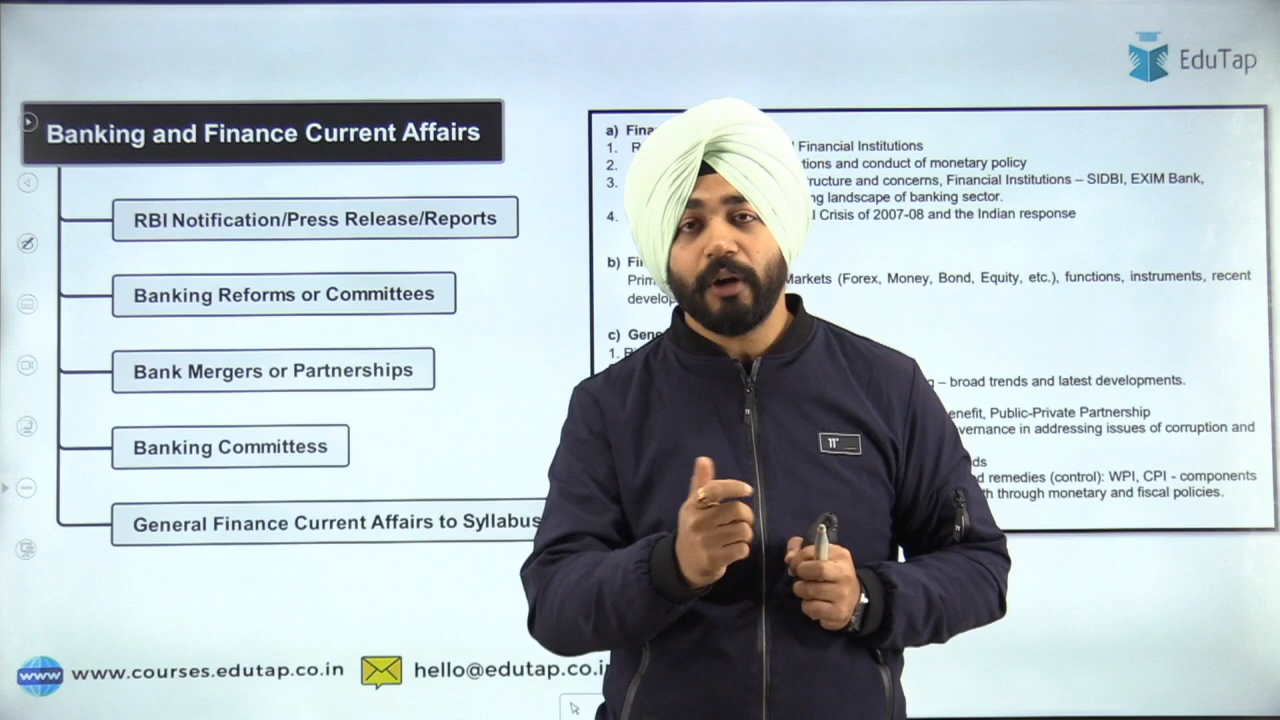 EduTap
Banking and Finance Current Affairs
RBI Notification/Press Release/Reports
Banking Reforms or Committees
Bank Mergers or Partnerships
Banking Committess
General Finance Current Affairs to Syllabus
a) Fina
1. R Financial Institutions
2. tions and conduct of monetary policy
3. ructure and concerns, Financial Institutions – SIDBI, EXIM Bank,
ng landscape of banking sector.
4. l Crisis of 2007-08 and the Indian response
b) Fin
Prim Markets (Forex, Money, Bond, Equity, etc.), functions, instruments, recent
develop
c) Gene
1.
g – broad trends and latest developments.
enefit, Public-Private Partnership
overnance in addressing issues of corruption and
ds
d remedies (control): WPI, CPI - components
th through monetary and fiscal policies.
www www.courses.edutap.co.in hello@edutap.co.in